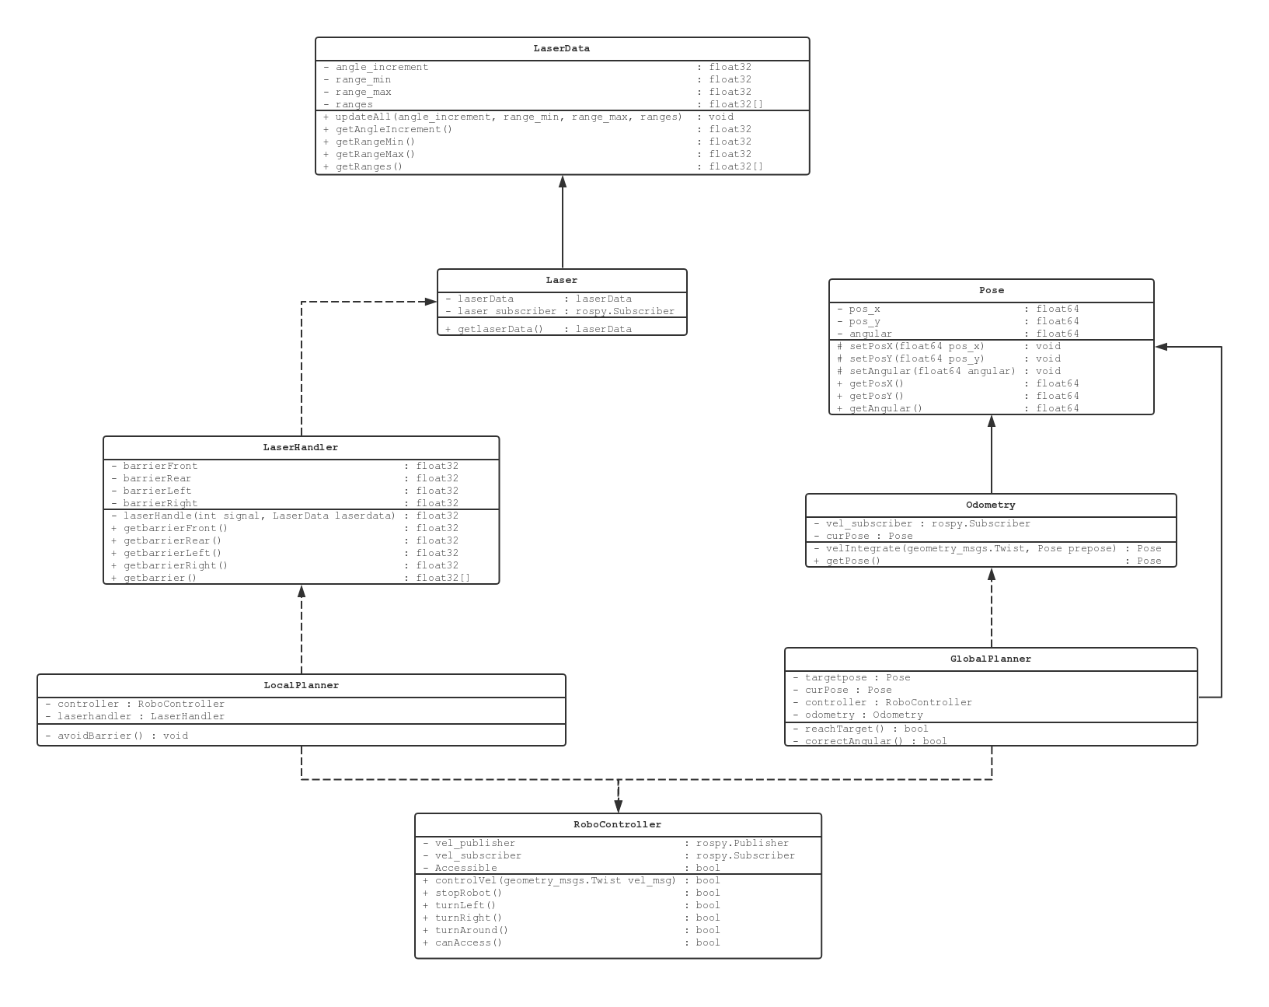 LaserData
- angle_increment : float32
- range_min : float32
- range_max : float32
- ranges : float32[]
+ updateAll(angle_increment, range_min, range_max, ranges) : void
+ getAngleIncrement() : float32
+ getRangeMin() : float32
+ getRangeMax() : float32
+ getRanges() : float32[]
Laser
- laserData : laserData
- laser_subscriber : rospy.Subscriber
+ getlaserData() : laserData
Pose
- pos_x : float64
- pos_y : float64
- angular : float64
# setPosX(float64 pos_x) : void
# setPosY(float64 pos_y) : void
# setAngular(float64 angular) : void
+ getPosX() : float64
+ getPosY() : float64
+ getAngular() : float64
LaserHandler
- barrierFront : float32
- barrierRear : float32
- barrierLeft : float32
- barrierRight : float32
- laserHandle(int signal, LaserData laserdata) : float32
+ getbarrierFront() : float32
+ getbarrierRear() : float32
+ getbarrierLeft() : float32
+ getbarrierRight() : float32
+ getbarrier() : float32[]
Odometry
- vel_subscriber : rospy.Subscriber
- curPose : Pose
- velIntegrate(geometry_msgs.Twist, Pose prepose) : Pose
+ getPose() : Pose
LocalPlanner
- controller : RoboController
- laserhandler : LaserHandler
- avoidBarrier() : void
GlobalPlanner
- targetpose : Pose
- curPose : Pose
- controller : RoboController
- odometry : Odometry
- reachTarget() : bool
- correctAngular() : bool
RoboController
- vel_publisher : rospy.Publisher
- vel_subscriber : rospy.Subscriber
- Accessible : bool
+ controlVel(geometry_msgs.Twist vel_msg) : bool
+ stopRobot() : bool
+ turnLeft() : bool
+ turnRight() : bool
+ turnAround() : bool
+ canAccess() : bool